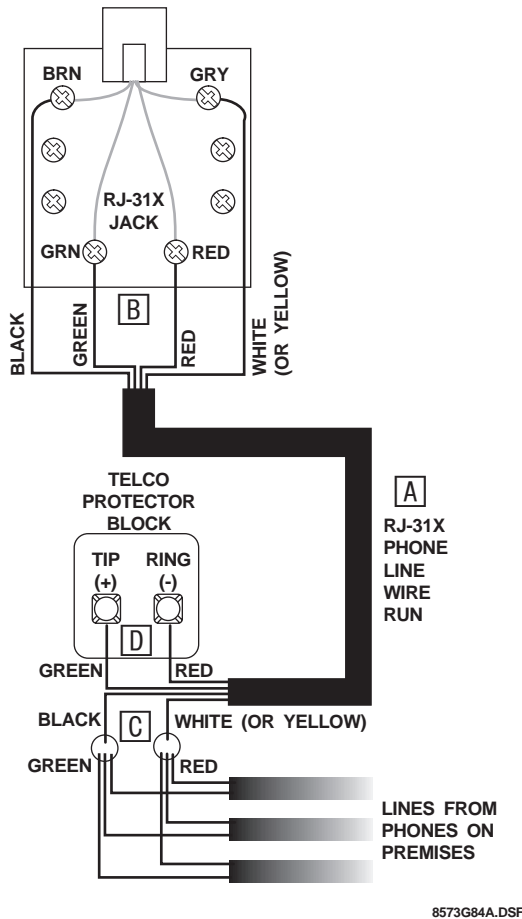 BRN GRY
RJ-31X
JACK
GRN RED
B
BLACK
GREEN
RED
WHITE
(OR YELLOW)
A
RJ-31X
PHONE
LINE
WIRE
RUN
TELCO
PROTECTOR
BLOCK
TIP RING
(+) (-)
D
GREEN RED
BLACK C WHITE (OR YELLOW)
GREEN RED
LINES FROM
PHONES ON
PREMISES
8573G84A.DSF